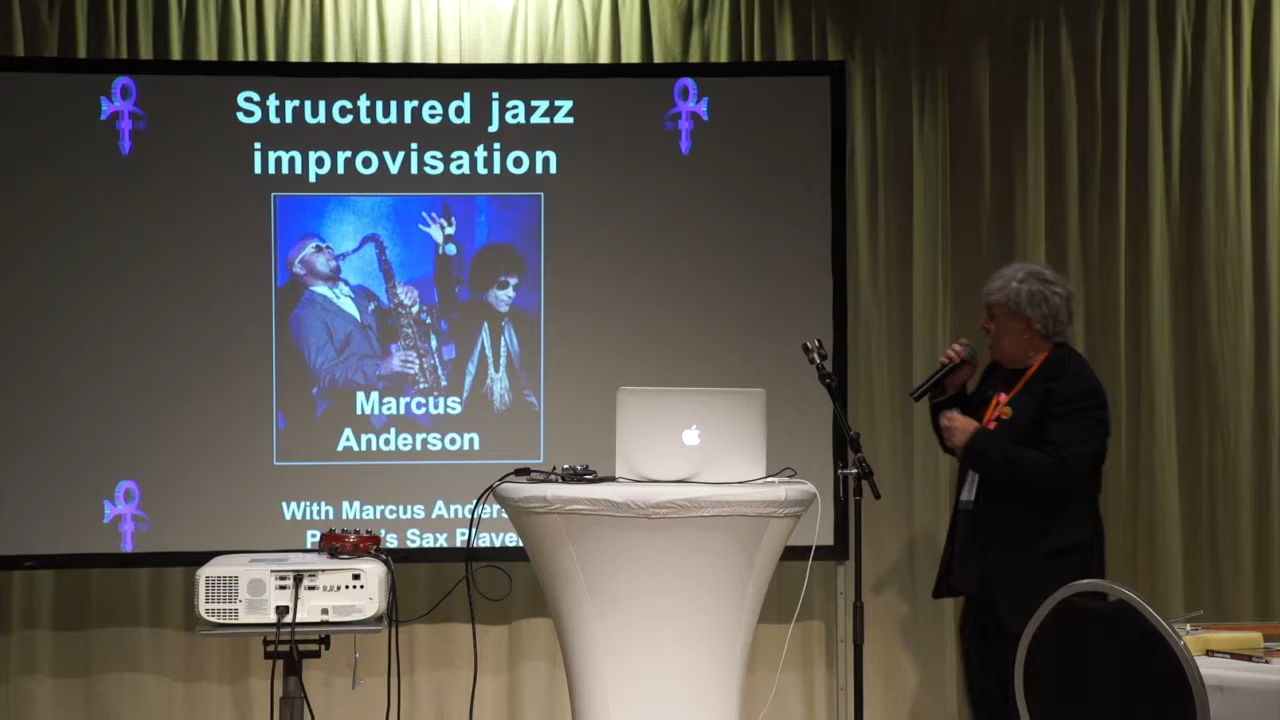 Structured jazz
improvisation
Marcus
Anderson
With Marcus Anders
P 's Sax Player